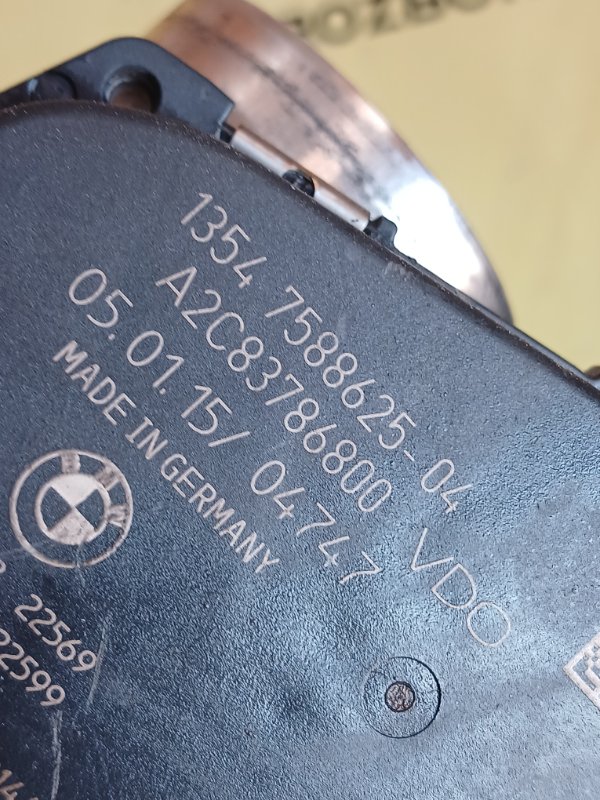 1354 7588625-04
A2C83786800 VDO
05.01.15/ 04747
MADE IN GERMANY
BMW
22569
22599